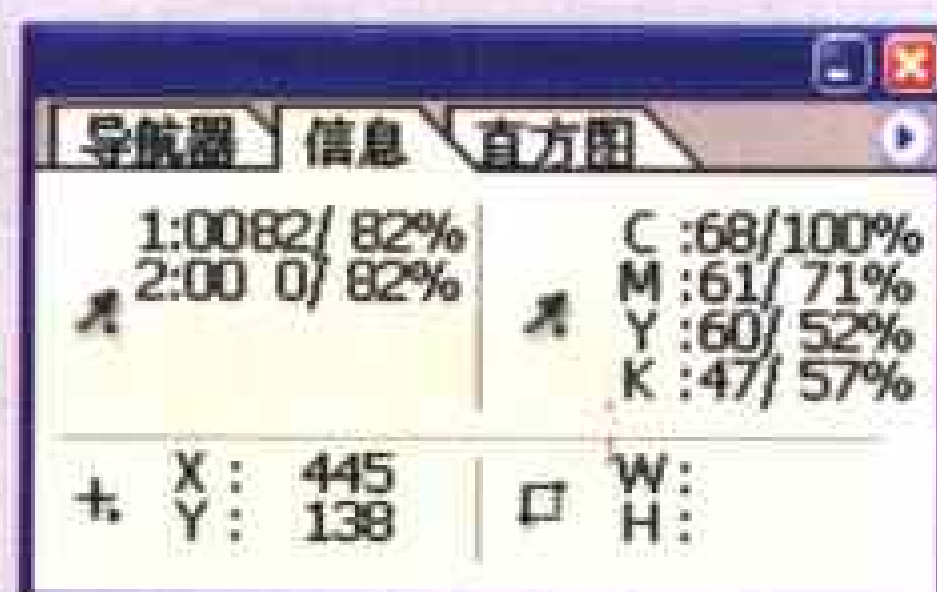 导航器 信息 直方图
1:0082/ 82%
2:00 0/ 82%
C :68/100%
M :61/ 71%
Y :60/ 52%
K :47/ 57%
X : 445
Y : 138
W :
H :